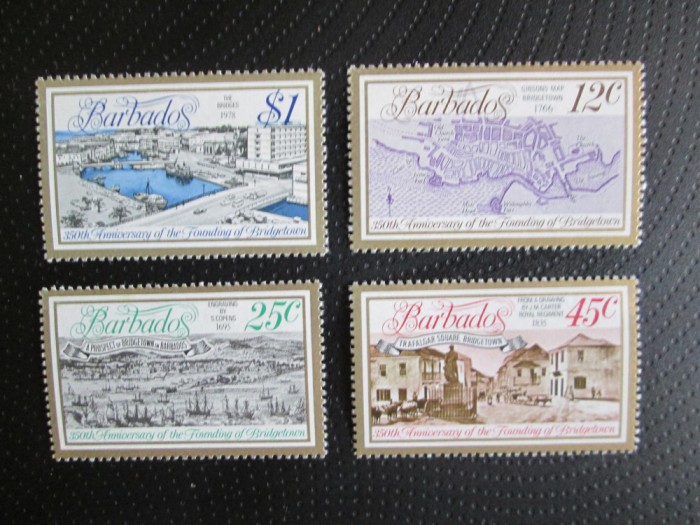 Barbados
THE
BRIDGES
1978
$1
350th Anniversary of the Founding of Bridgetown
Barbados
GIBSONS MAP
BRIDGETOWN
1766
12c
350th Anniversary of the Founding of Bridgetown
Barbados
ENGRAVING
BY
S COPENS
1695
25c
A PROSPECT OF BRIDGETOWN IN BARBADOS
350th Anniversary of the Founding of Bridgetown
Barbados
FROM A DRAWING
BY J.M. CARTER
ROYAL REGIMENT
1835
45c
TRAFALGAR SQUARE, BRIDGETOWN
350th Anniversary of the Founding of Bridgetown